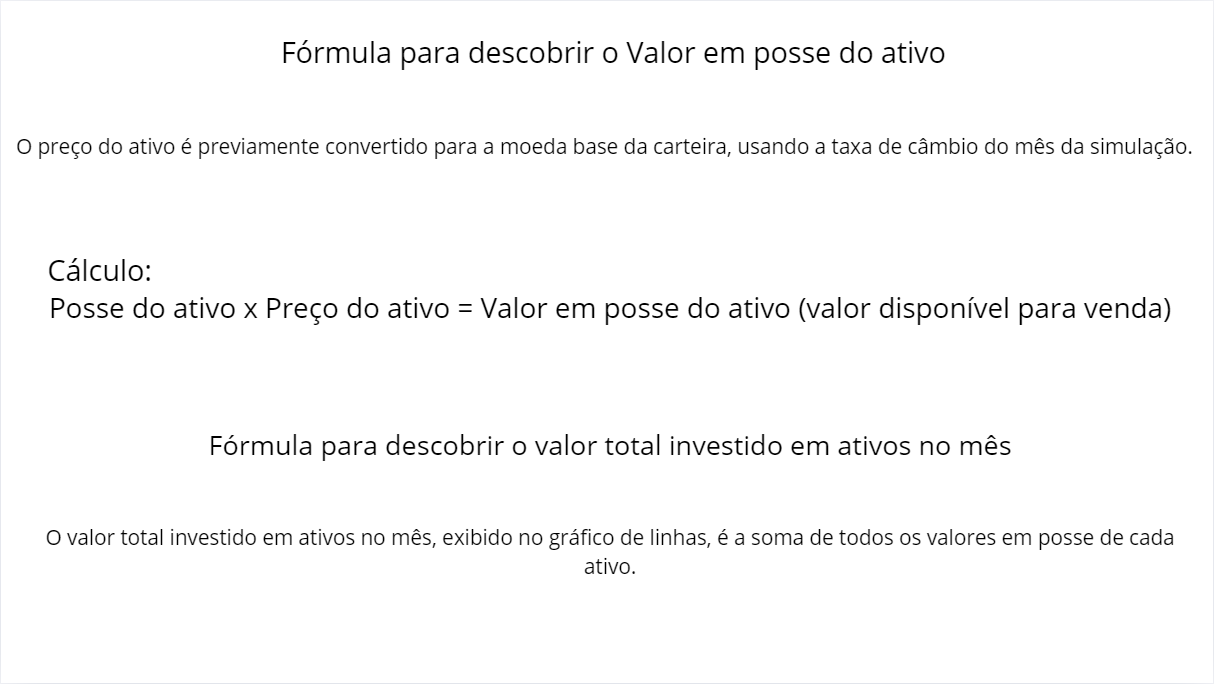 Fórmula para descobrir o Valor em posse do ativo
O preço do ativo é previamente convertido para a moeda base da carteira, usando a taxa de câmbio do mês da simulação.
Cálculo:
Posse do ativo x Preço do ativo = Valor em posse do ativo (valor disponível para venda)
Fórmula para descobrir o valor total investido em ativos no mês
O valor total investido em ativos no mês, exibido no gráfico de linhas, é a soma de todos os valores em posse de cada
ativo.